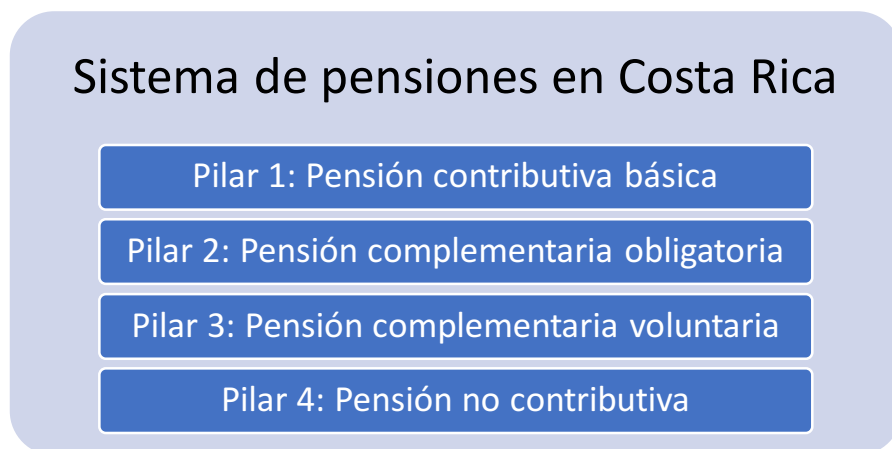 Sistema de pensiones en Costa Rica
Pilar 1: Pensión contributiva básica
Pilar 2: Pensión complementaria obligatoria
Pilar 3: Pensión complementaria voluntaria
Pilar 4: Pensión no contributiva